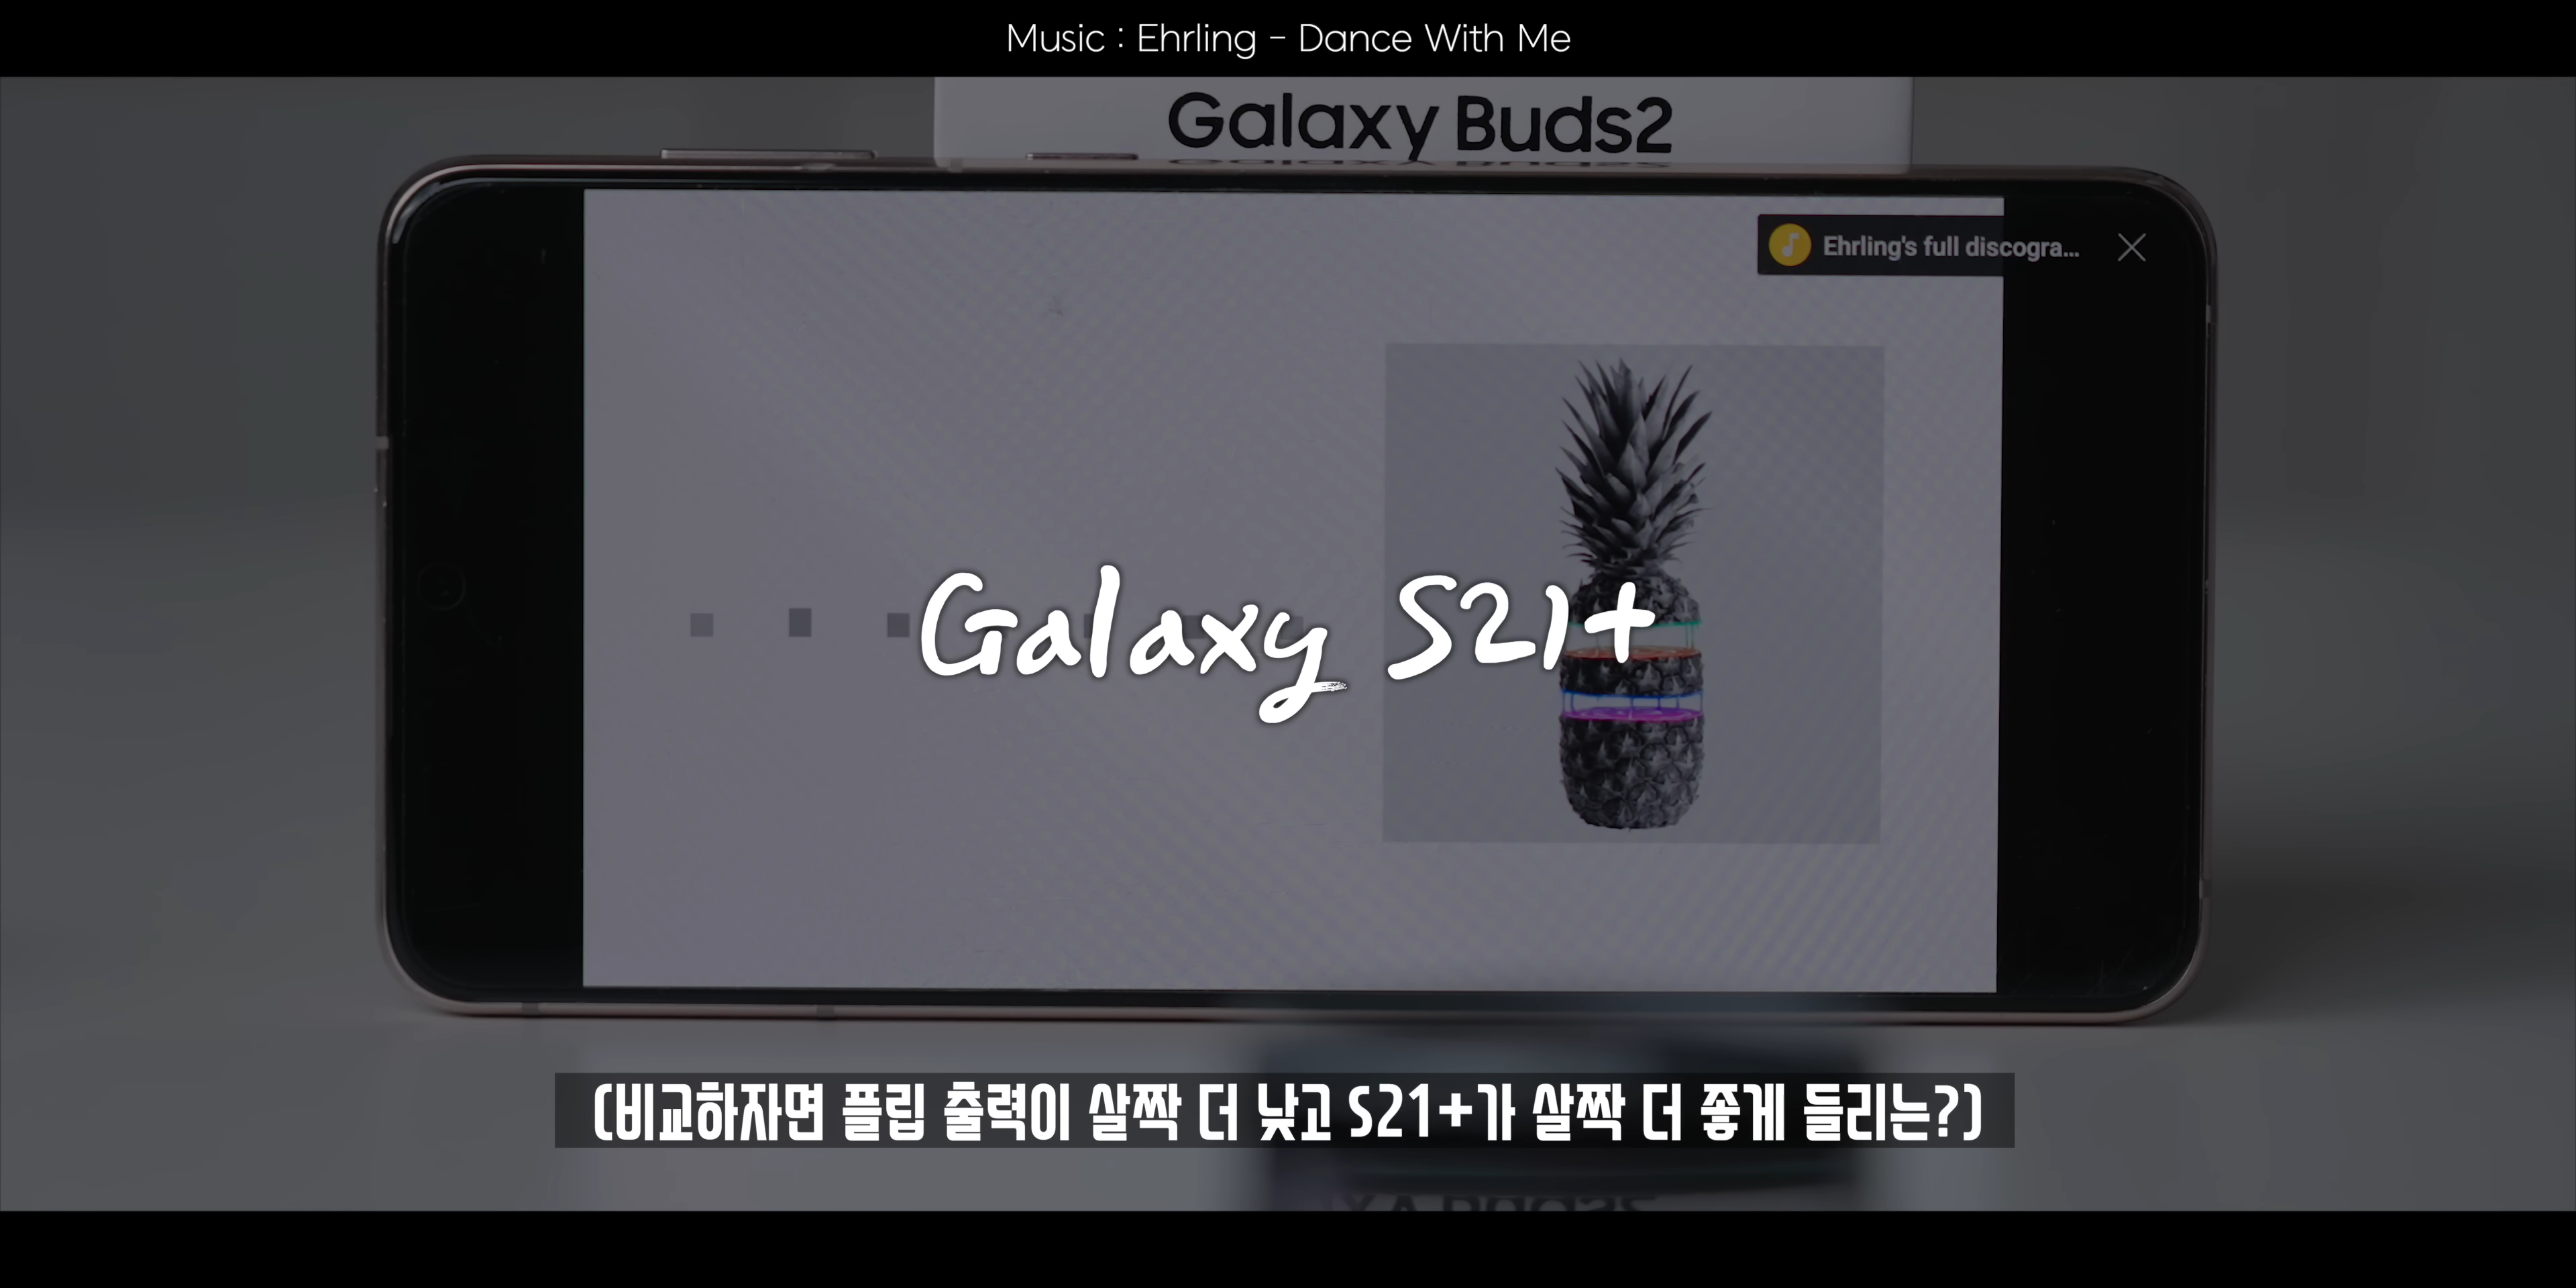 Music : Ehrling - Dance With Me
Galaxy Buds2
Ehrling's full discogra...
Galaxy S21+
(비교하자면 플립 출력이 살짝 더 낮고 S21+가 살짝 더 좋게 들리는?)